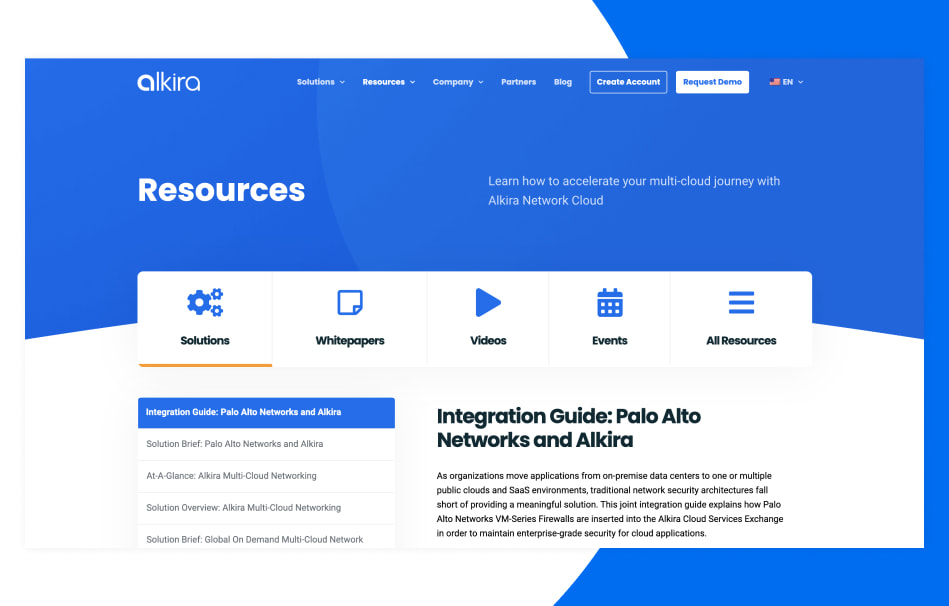 alkira
Solutions
Resources
Company
Partners
Blog
Create Account
Request Demo
EN
Resources
Learn how to accelerate your multi-cloud journey with
Alkira Network Cloud
Solutions
Whitepapers
Videos
Events
All Resources
Integration Guide: Palo Alto Networks and Alkira
Solution Brief: Palo Alto Networks and Alkira
At-A-Glance: Alkira Multi-Cloud Networking
Solution Overview: Alkira Multi-Cloud Networking
Solution Brief: Global On Demand Multi-Cloud Network
Integration Guide: Palo Alto
Networks and Alkira
As organizations move applications from on-premise data centers to one or multiple
public clouds and SaaS environments, traditional network security architectures fall
short of providing a meaningful solution. This joint integration guide explains how Palo
Alto Networks VM-Series Firewalls are inserted into the Alkira Cloud Services Exchange
in order to maintain enterprise-grade security for cloud applications.